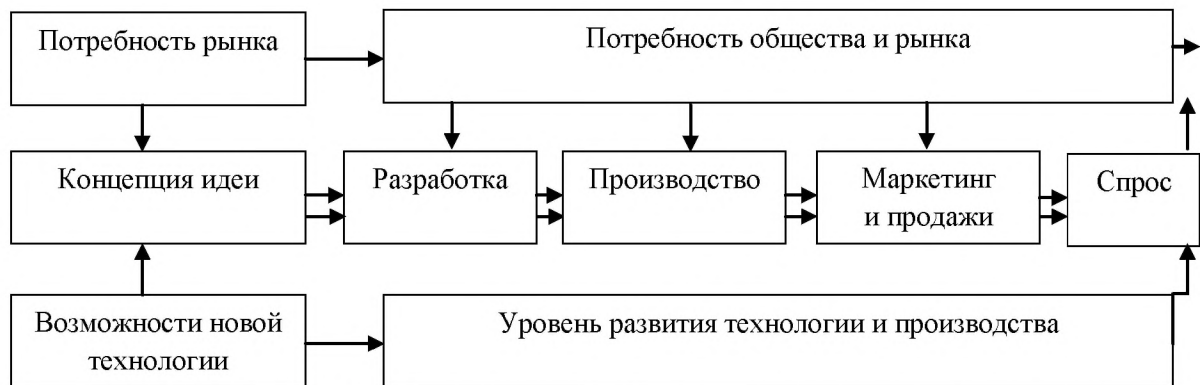 Потребность рынка
Потребность общества и рынка
Концепция идеи
Разработка
Производство
Маркетинг
и продажи
Спрос
Возможности новой
технологии
Уровень развития технологии и производства